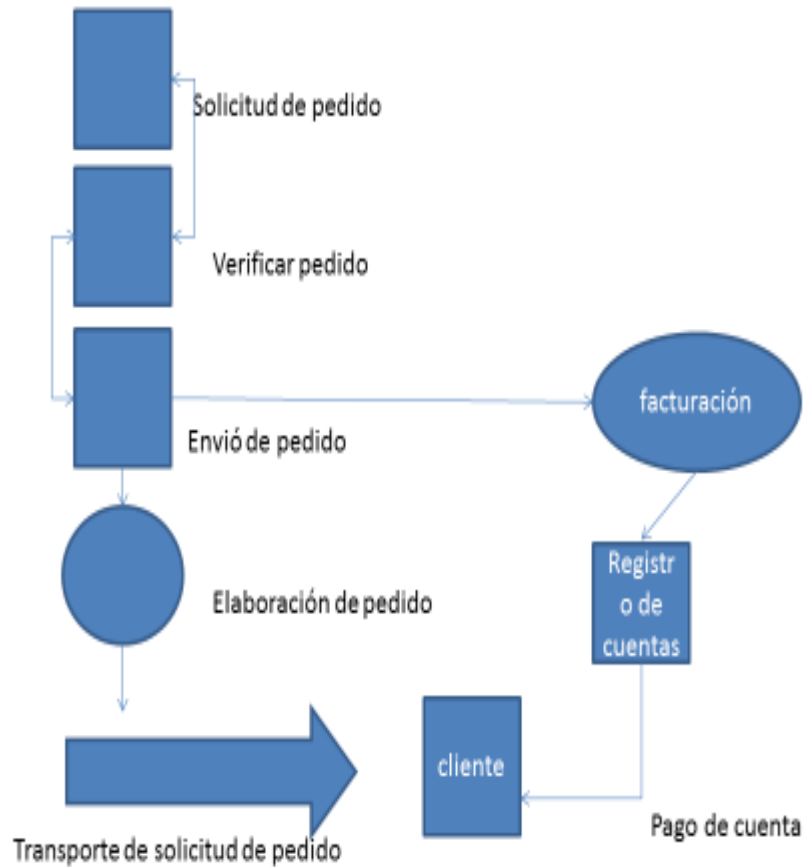 Solicitud de pedido
Verificar pedido
Envió de pedido
facturación
Elaboración de pedido
Registr
o de
cuentas
cliente
Transporte de solicitud de pedido
Pago de cuenta